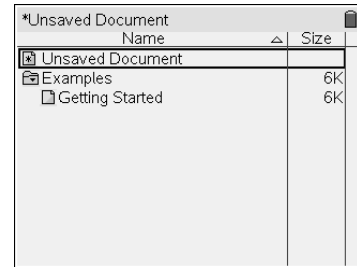 *Unsaved Document
Name Size
Unsaved Document
Examples 6K
Getting Started 6K